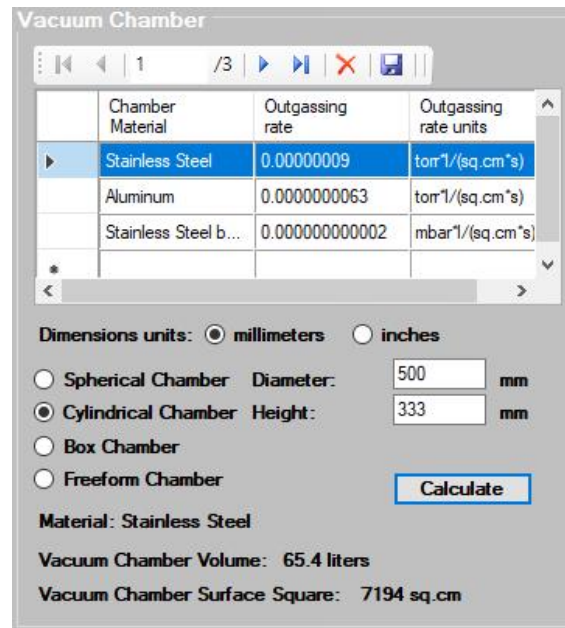 Vacuum Chamber
1 /3
Chamber Material Outgassing rate Outgassing rate units
Stainless Steel 0.00000009 torr*l/(sq.cm*s)
Aluminum 0.0000000063 torr*l/(sq.cm*s)
Stainless Steel b... 0.000000000002 mbar*l/(sq.cm*s)
*
Dimensions units: millimeters inches
Spherical Chamber Diameter: 500 mm
Cylindrical Chamber Height: 333 mm
Box Chamber
Freeform Chamber
Calculate
Material: Stainless Steel
Vacuum Chamber Volume: 65.4 liters
Vacuum Chamber Surface Square: 7194 sq.cm